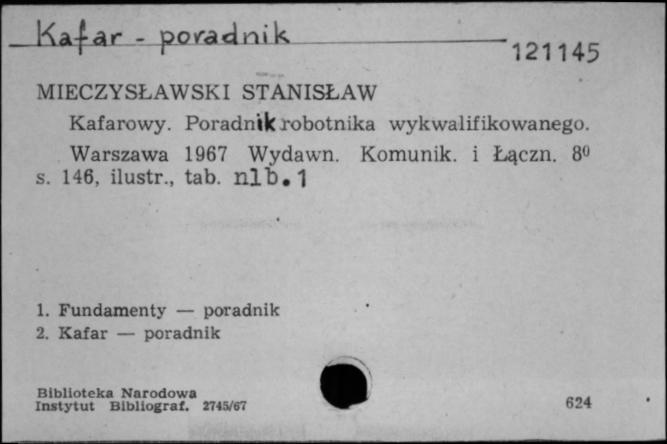 Kafar - poradnik
121145
MIECZYSŁAWSKI STANISŁAW
Kafarowy. Poradnik robotnika wykwalifikowanego.
Warszawa 1967 Wydawn. Komunik. i Łączn. 8⁰
s. 146, ilustr., tab. nlb.1
1. Fundamenty — poradnik
2. Kafar — poradnik
Biblioteka Narodowa
Instytut Bibliograf. 2745/67
624